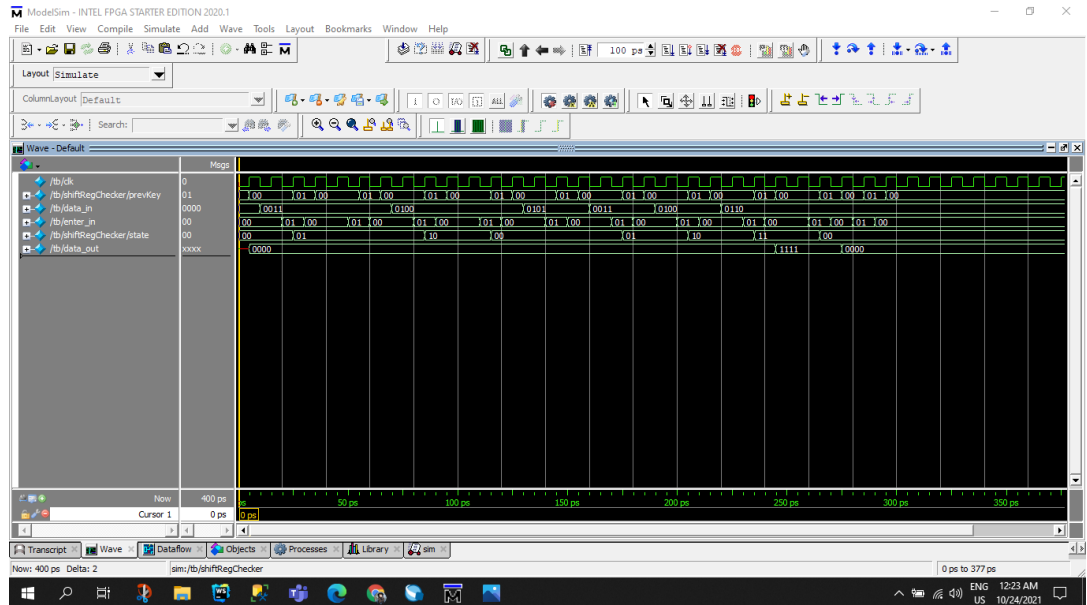 ModelSim - INTEL FPGA STARTER EDITION 2020.1
File Edit View Compile Simulate Add Wave Tools Layout Bookmarks Window Help
100 ps
Layout Simulate
ColumnLayout Default
Search:
Wave - Default
Msgs
/tb/clk 0
/tb/shiftRegChecker/prevKey 01 00 01 00 01 00 01 00 01 00 01 00 01 00 01 00 01 00 01 00 01 00
/tb/data_in 0000 0011 0100 0101 0011 0100 0110
/tb/enter_in 00 00 01 00 01 00 01 00 01 00 01 00 01 00 01 00 01 00 01 00 01 00
/tb/shiftRegChecker/state 00 00 01 10 00 01 10 11 00
/tb/data_out xxxx 0000 1111 0000
Now 400 ps 50 ps 100 ps 150 ps 200 ps 250 ps 300 ps 350 ps
Cursor 1 0 ps 0 ps
Transcript Wave Dataflow Objects Processes Library sim
Now: 400 ps Delta: 2 sim:/tb/shiftRegChecker 0 ps to 377 ps
ENG 12:23 AM
US 10/24/2021